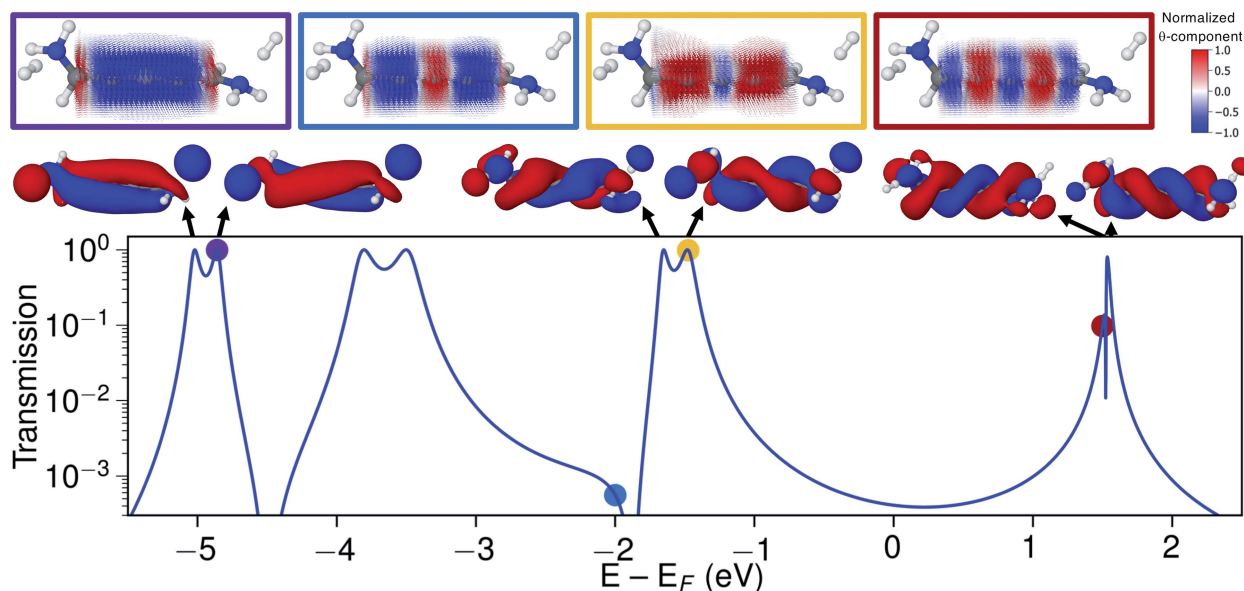 Normalized
θ-component
1.0
0.5
0.0
−0.5
−1.0
Transmission
10⁰
10⁻¹
10⁻²
10⁻³
−5 −4 −3 −2 −1 0 1 2
E − E_F (eV)